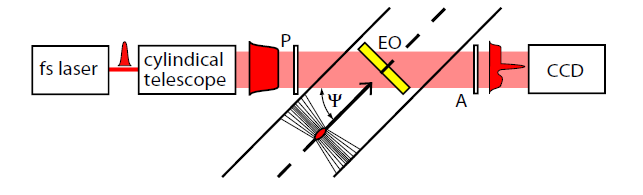 fs laser
cylindical
telescope
P
EO
Ψ
A
CCD